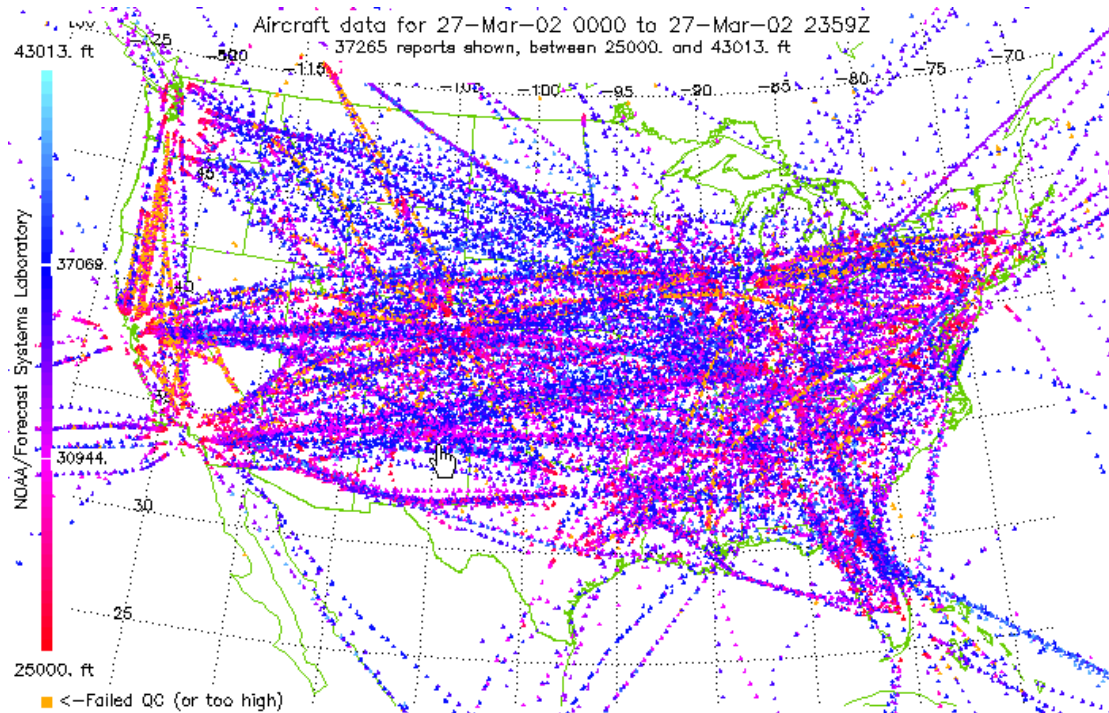 Aircraft data for 27-Mar-02 0000 to 27-Mar-02 2359Z
37265 reports shown, between 25000. and 43013. ft
43013. ft
37069.
30944.
25000. ft
NOAA/Forecast Systems Laboratory
<-Failed QC (or too high)
-115.
-100.
-95
-90
-85
-80.
-75
-70
45
40
30
25